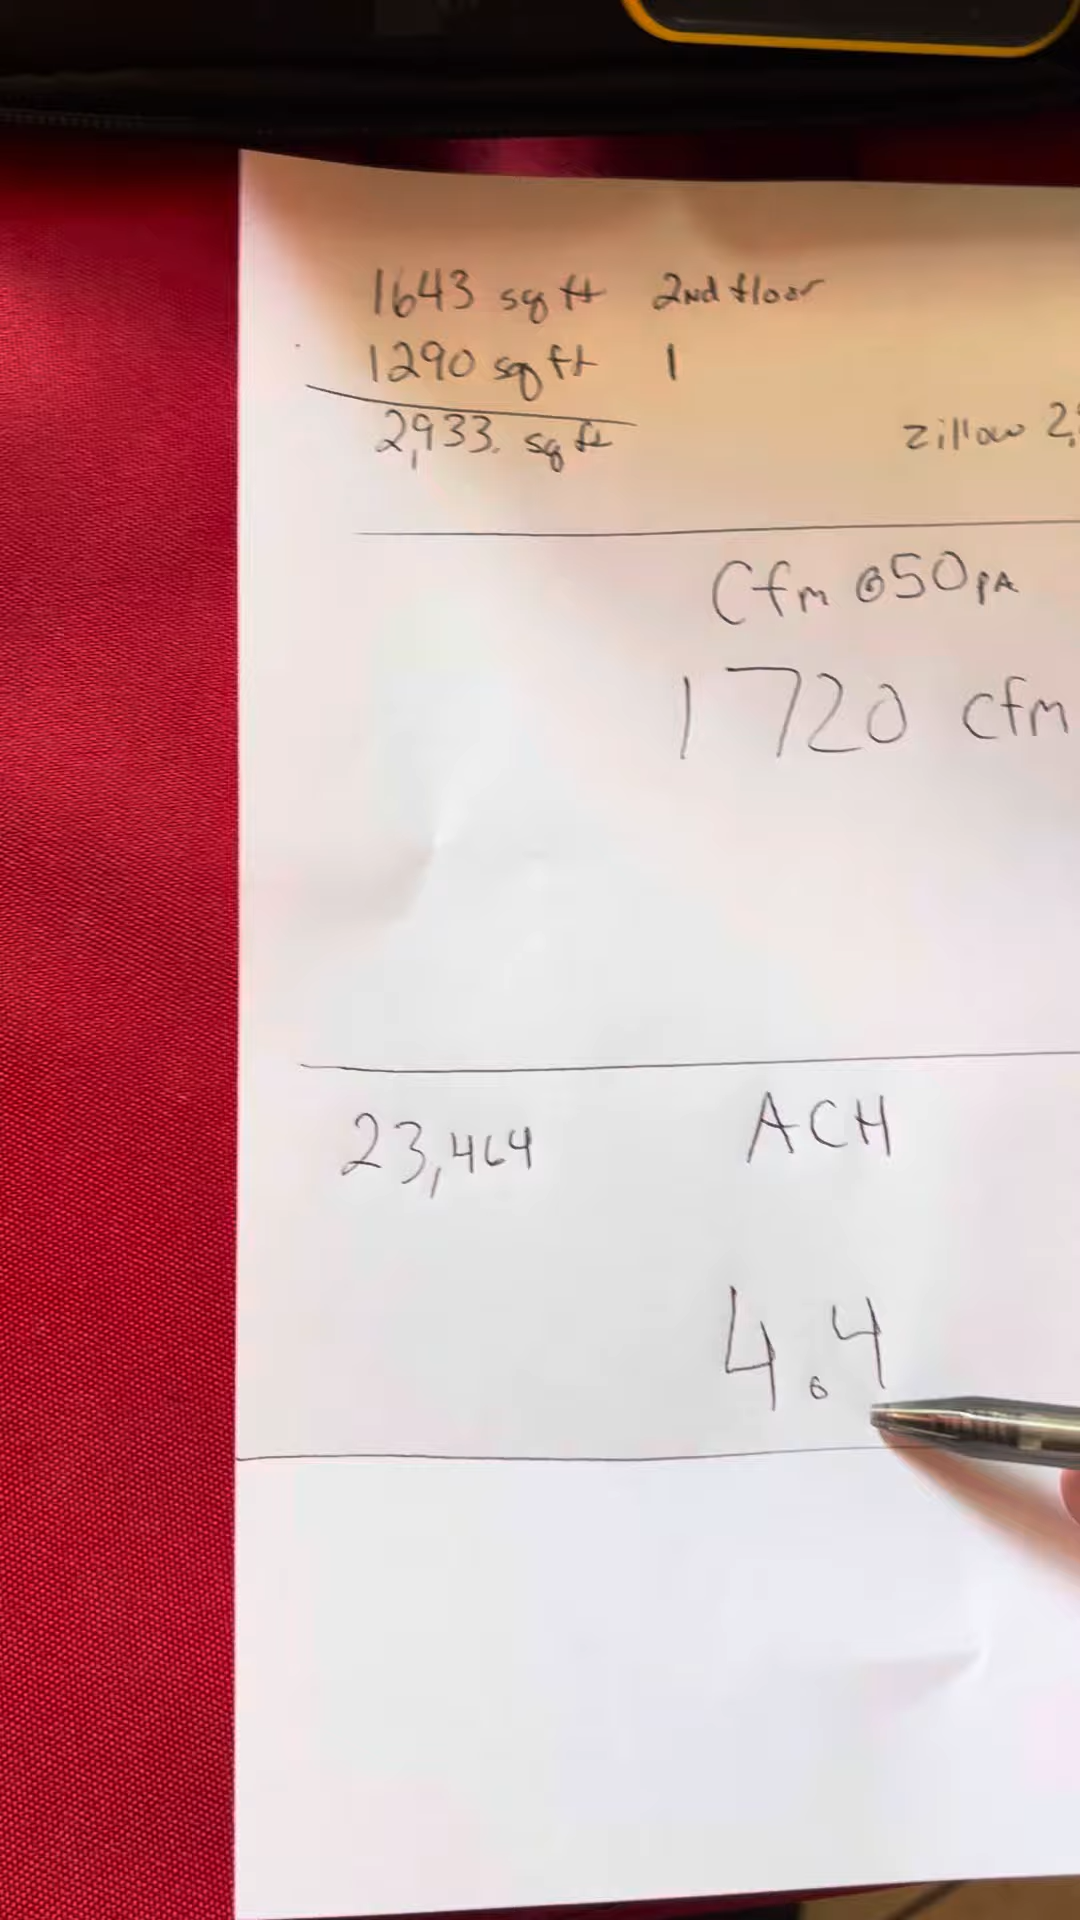 1643 sq ft 2nd floor
1290 sq ft 1
2,933. sq ft
zillow 2,
Cfm @50pA
1720 cfm
23,464 ACH
4.4